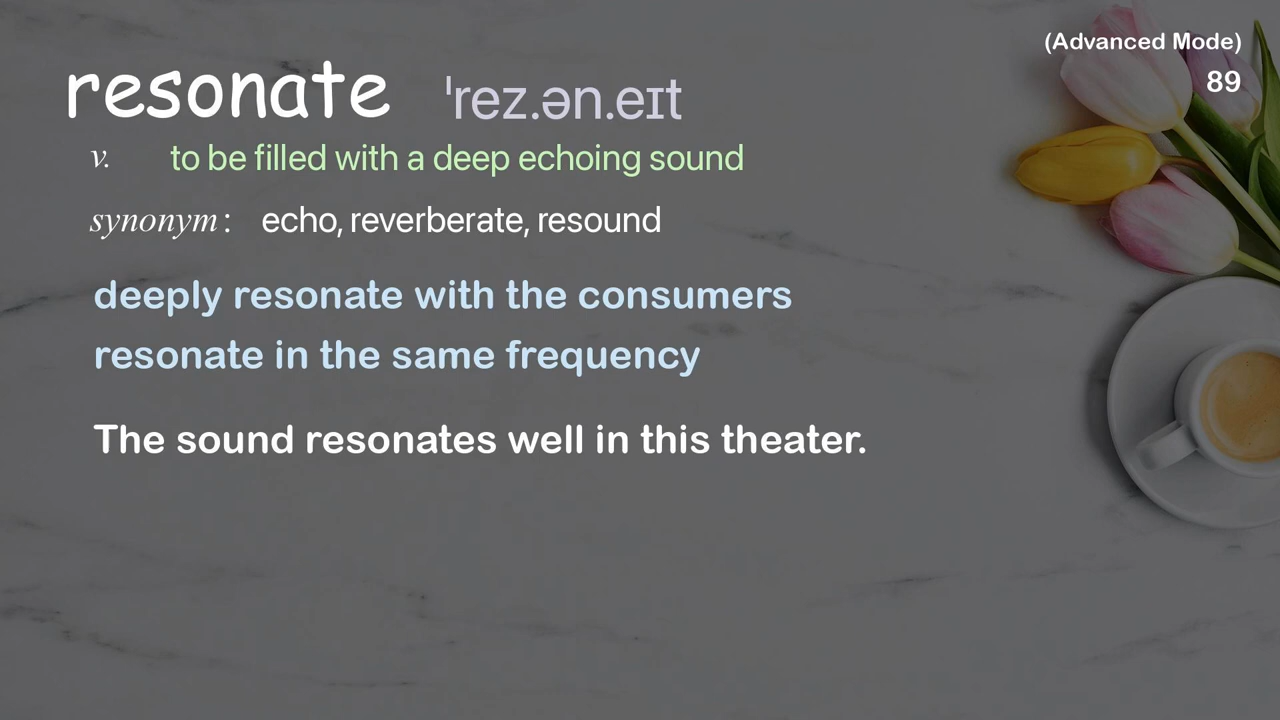 (Advanced Mode)
89
resonate ˈrez.ən.eɪt
v. to be filled with a deep echoing sound
synonym: echo, reverberate, resound
deeply resonate with the consumers
resonate in the same frequency
The sound resonates well in this theater.